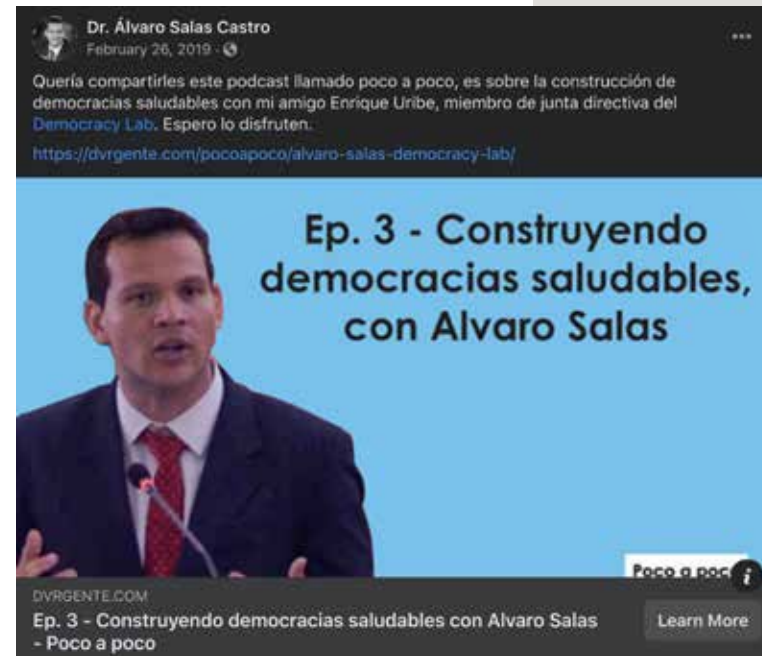 Dr. Álvaro Salas Castro
February 26, 2019 ·
Quería compartirles este podcast llamado poco a poco, es sobre la construcción de
democracias saludables con mi amigo Enrique Uribe, miembro de junta directiva del
Democracy Lab. Espero lo disfruten.
https://dvrgente.com/pocoapoco/alvaro-salas-democracy-lab/
Ep. 3 - Construyendo
democracias saludables,
con Alvaro Salas
Poco a poc
DVRGENTE.COM
Ep. 3 - Construyendo democracias saludables con Alvaro Salas
- Poco a poco
Learn More